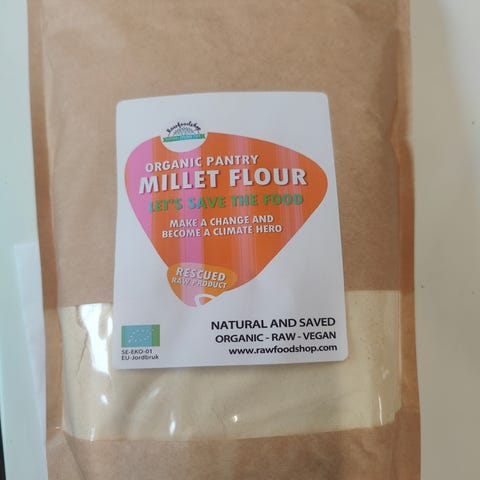 Rawfoodshop
ORGANIC PANTRY
MILLET FLOUR
LET'S SAVE THE FOOD
MAKE A CHANGE AND
BECOME A CLIMATE HERO
RESCUED
RAW PRODUCT
SE-EKO-01
EU-Jordbruk
NATURAL AND SAVED
ORGANIC - RAW - VEGAN
www.rawfoodshop.com